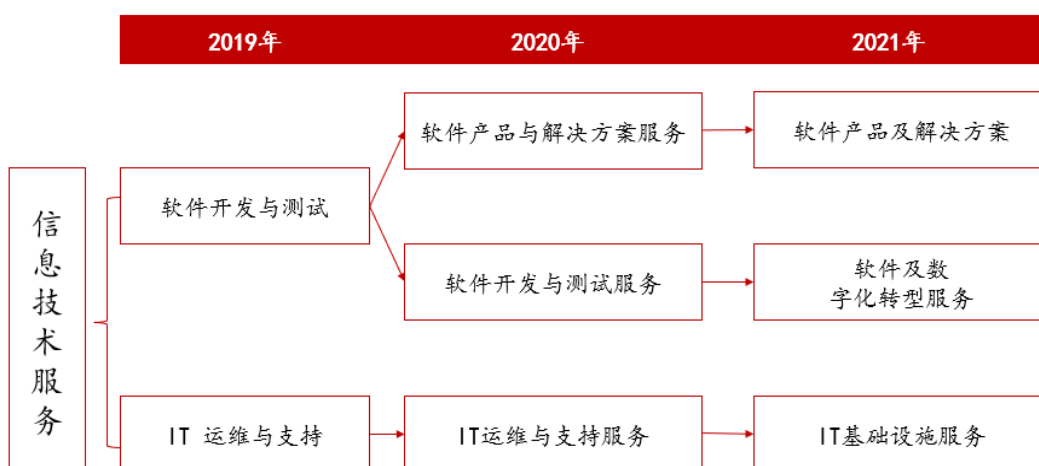 2019年
2020年
2021年
软件产品与解决方案服务
软件产品及解决方案
信息技术服务
软件开发与测试
软件开发与测试服务
软件及数
字化转型服务
IT 运维与支持
IT运维与支持服务
IT基础设施服务